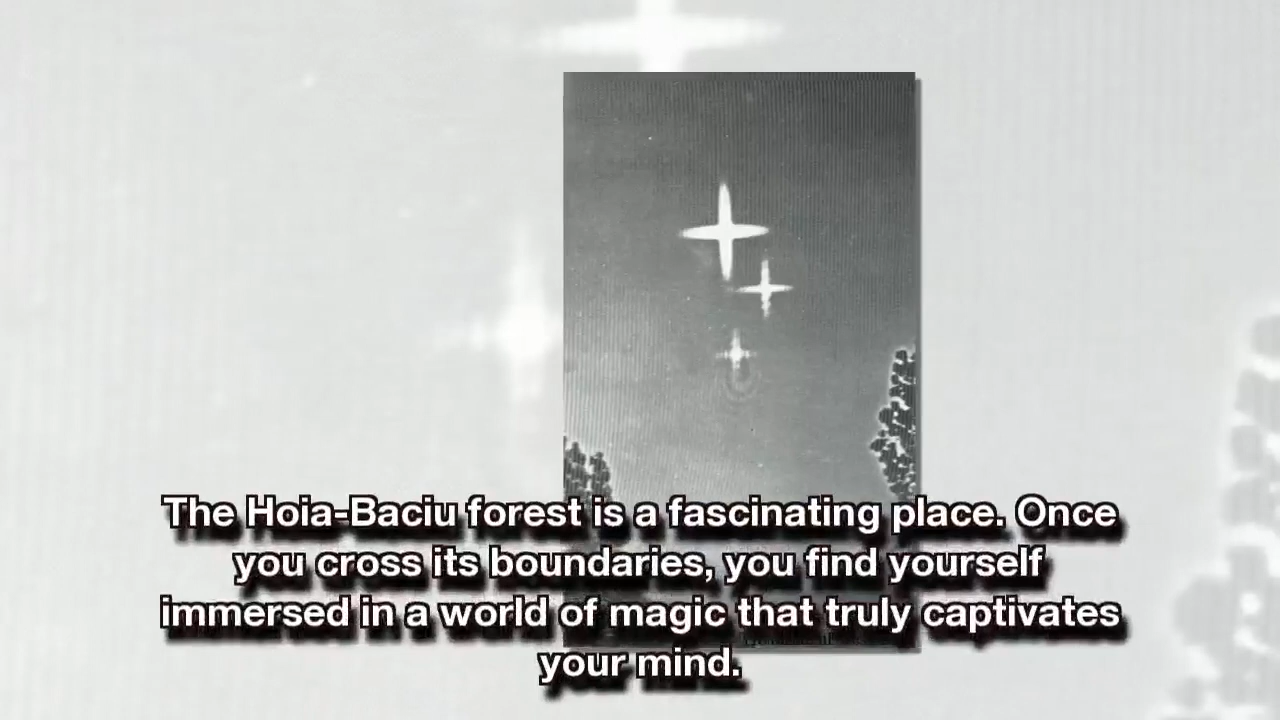 The Hoia-Baciu forest is a fascinating place. Once
you cross its boundaries, you find yourself
immersed in a world of magic that truly captivates
your mind.